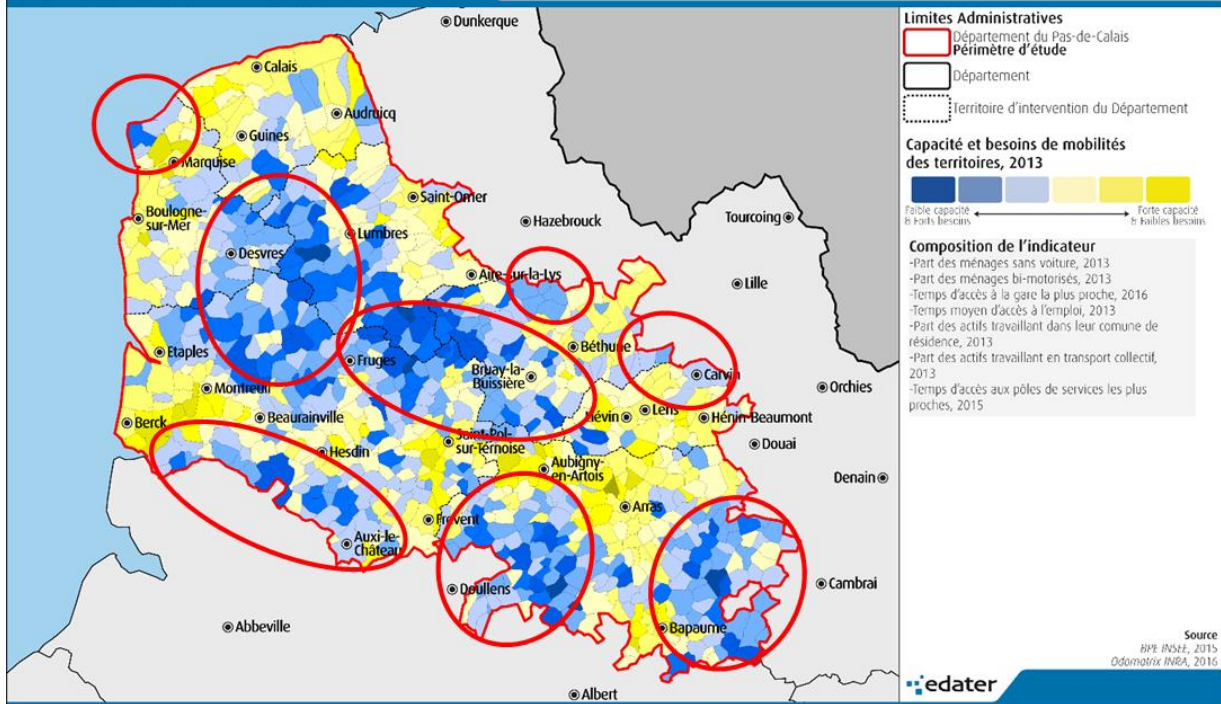 Dunkerque
Calais
Audruicq
Guines
Marquise
Saint-Omer
Boulogne-
sur-Mer
Hazebrouck
Tourcoing
Lumbres
Desvres
Aire-sur-la-Lys
Lille
Etaples
Fruges
Béthune
Bruay-la-
Buissière
Carvin
Montreuil
Orchies
Beaurainville
Berck
Liévin
Lens
Hénin-Beaumont
Hesdin
Saint-Pol-
sur-Ternoise
Douai
Aubigny-
en-Artois
Denain
Arras
Frévent
Auxi-le-
Château
Doullens
Cambrai
Abbeville
Bapaume
Albert
Limites Administratives
Département du Pas-de-Calais
Périmètre d'étude
Département
Territoire d'intervention du Département
Capacité et besoins de mobilités
des territoires, 2013
Faible capacité
& Forts besoins
Forte capacité
& Faibles besoins
Composition de l'indicateur
-Part des ménages sans voiture, 2013
-Part des ménages bi-motorisés, 2013
-Temps d'accès à la gare la plus proche, 2016
-Temps moyen d'accès à l'emploi, 2013
-Part des actifs travaillant dans leur comune de
résidence, 2013
-Part des actifs travaillant en transport collectif,
2013
-Temps d'accès aux pôles de services les plus
proches, 2015
Source
BPE INSEE, 2015
Odomatrix INRA, 2016
edater